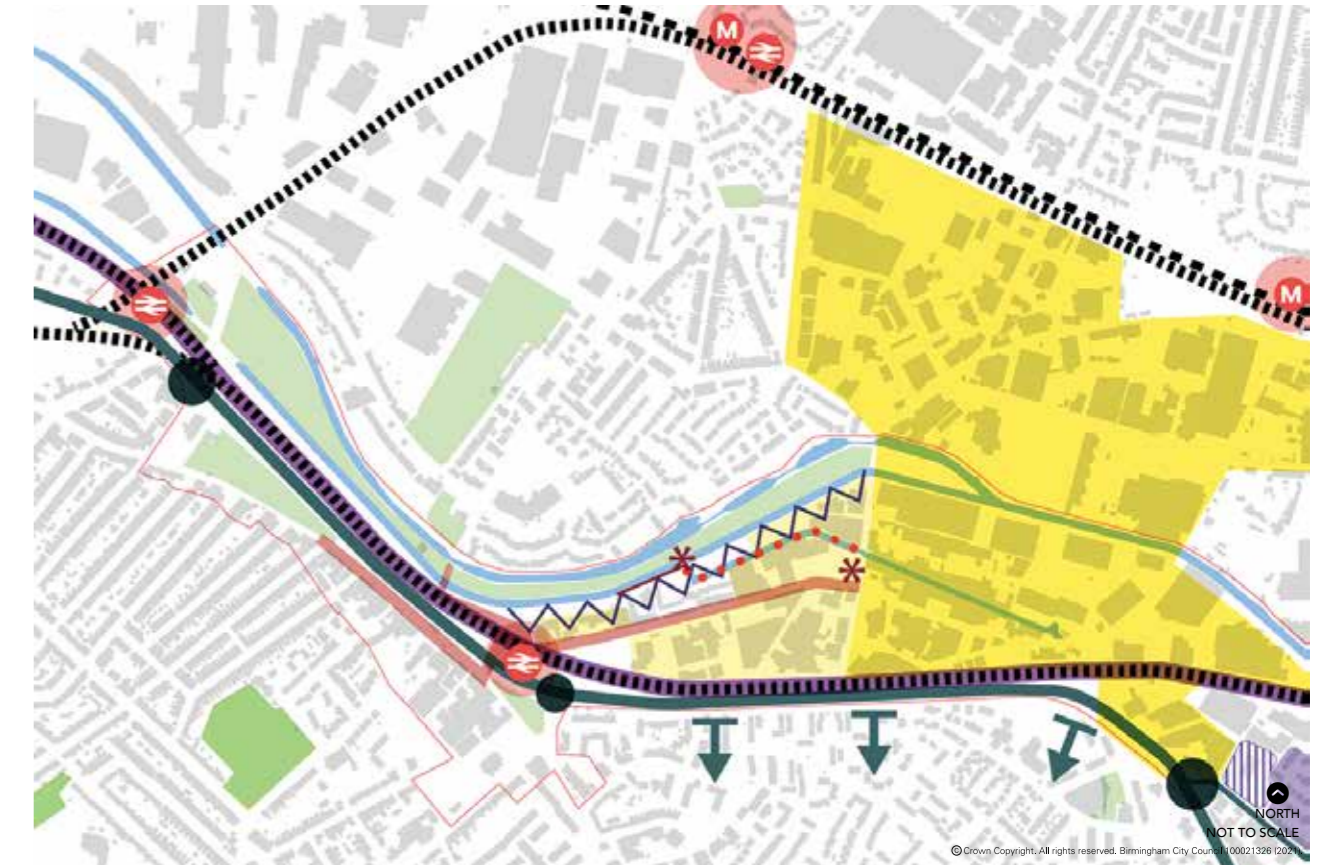 M
M
NORTH
NOT TO SCALE
© Crown Copyright. All rights reserved. Birmingham City Council 100021326 (2021).